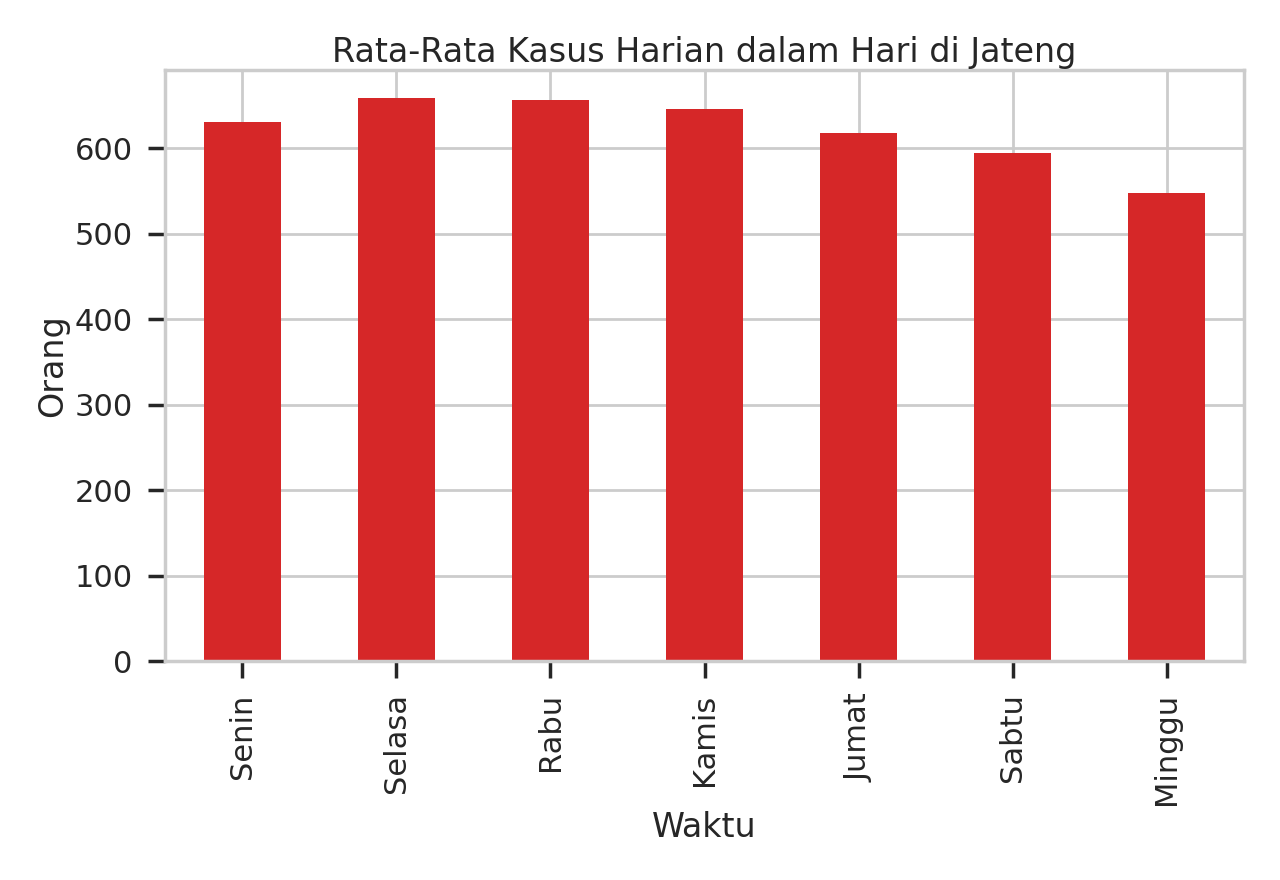 Rata-Rata Kasus Harian dalam Hari di Jateng
Orang
600
500
400
300
200
100
0
Senin
Selasa
Rabu
Kamis
Jumat
Sabtu
Minggu
Waktu